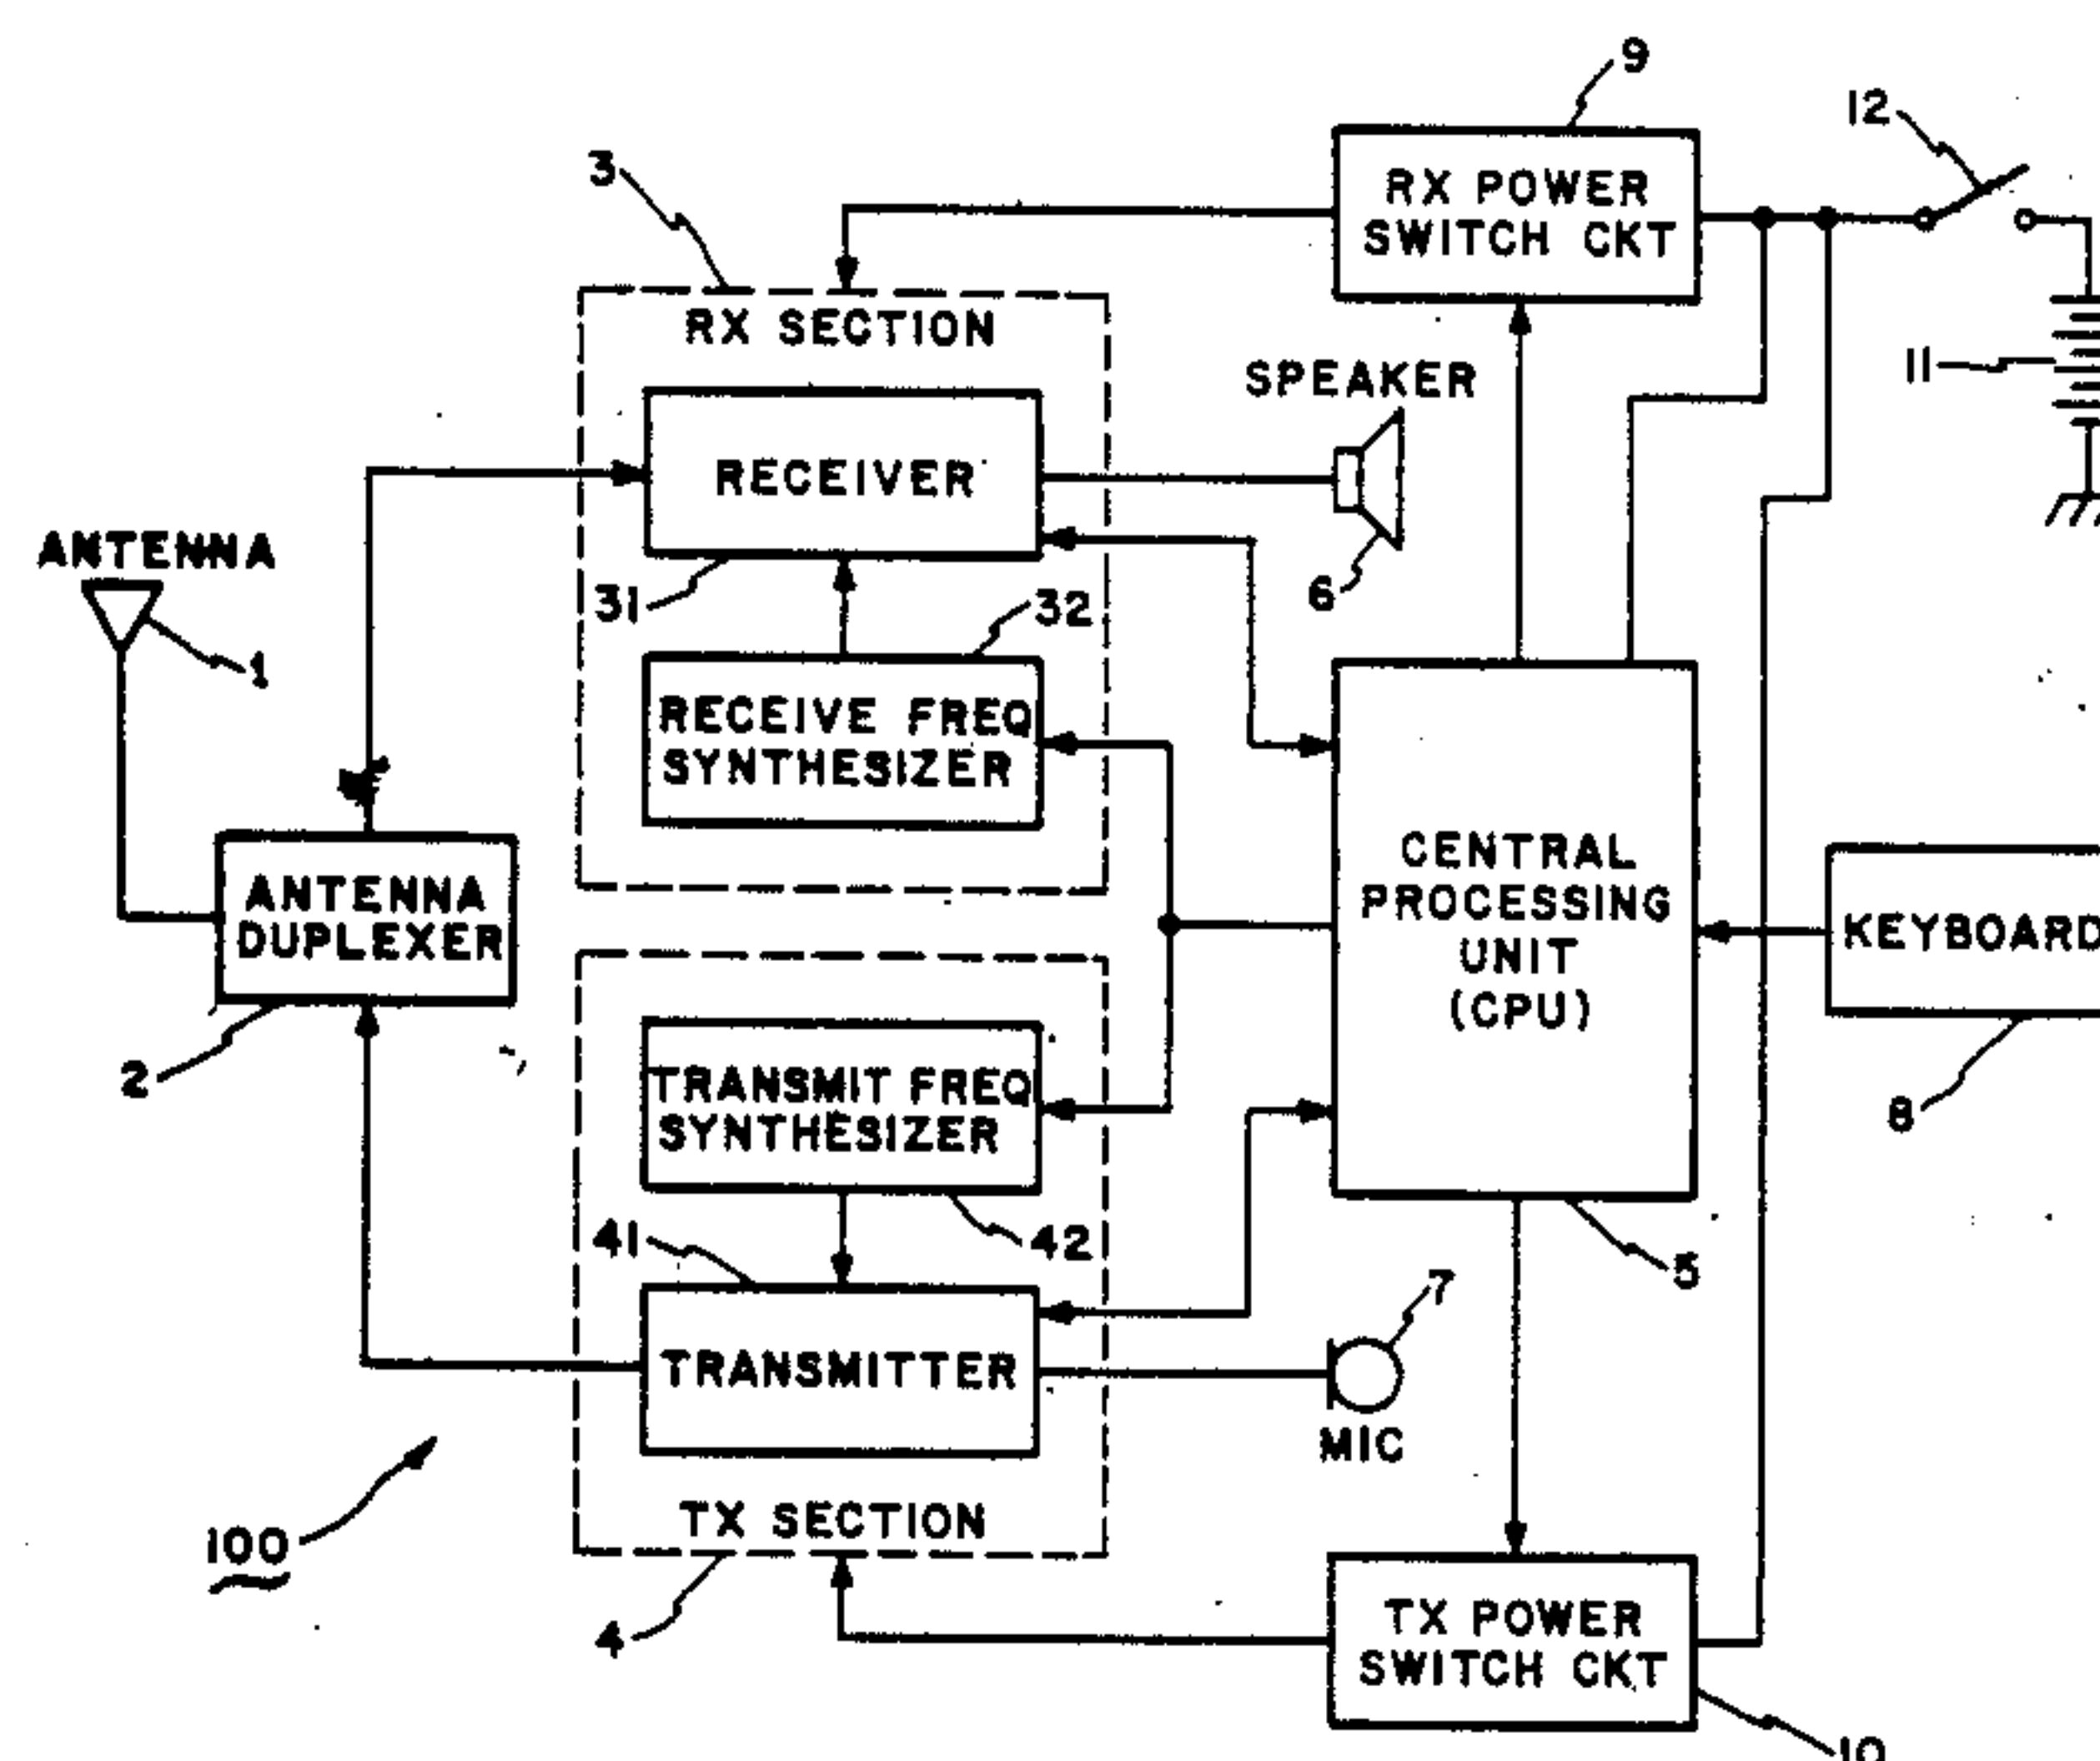 9
12
3
RX POWER
SWITCH CKT
RX SECTION
SPEAKER
11
RECEIVER
ANTENNA
31
32
6
1
RECEIVE FREQ
SYNTHESIZER
CENTRAL
PROCESSING
UNIT
(CPU)
ANTENNA
DUPLEXER
KEYBOARD
2
TRANSMIT FREQ
SYNTHESIZER
8
41
42
5
7
TRANSMITTER
MIC
TX SECTION
100
4
TX POWER
SWITCH CKT
10